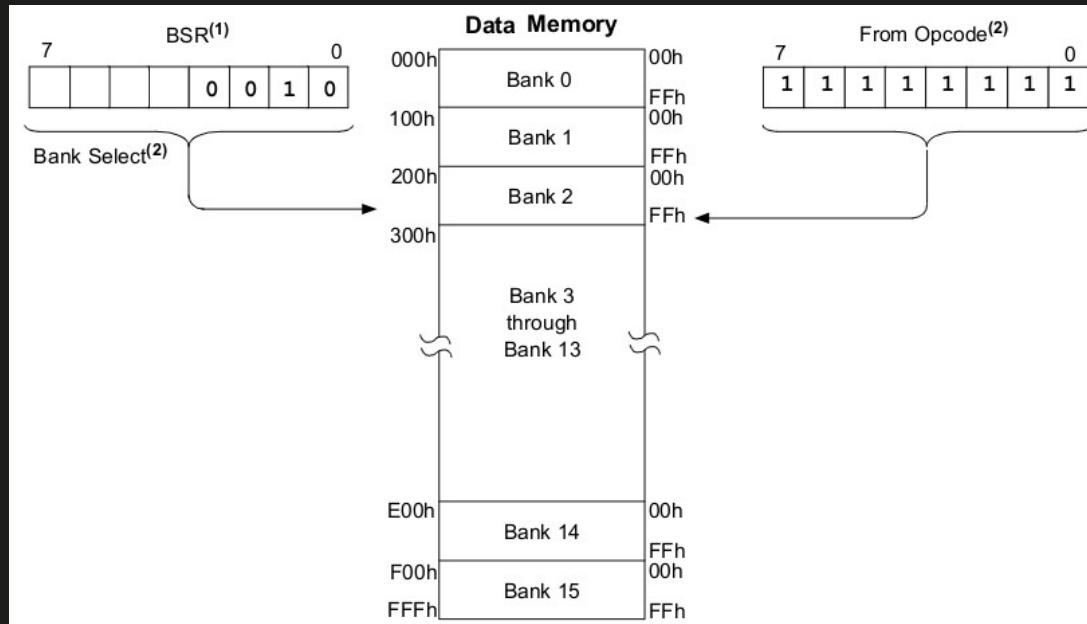 Data Memory
BSR(1)
7 0
0 0 1 0
Bank Select(2)
From Opcode(2)
7 0
1 1 1 1 1 1 1 1
000h Bank 0 00h
FFh
100h Bank 1 00h
FFh
200h Bank 2 00h
FFh
300h
Bank 3
through
Bank 13
E00h 00h
Bank 14
FFh
F00h 00h
Bank 15
FFFh FFh